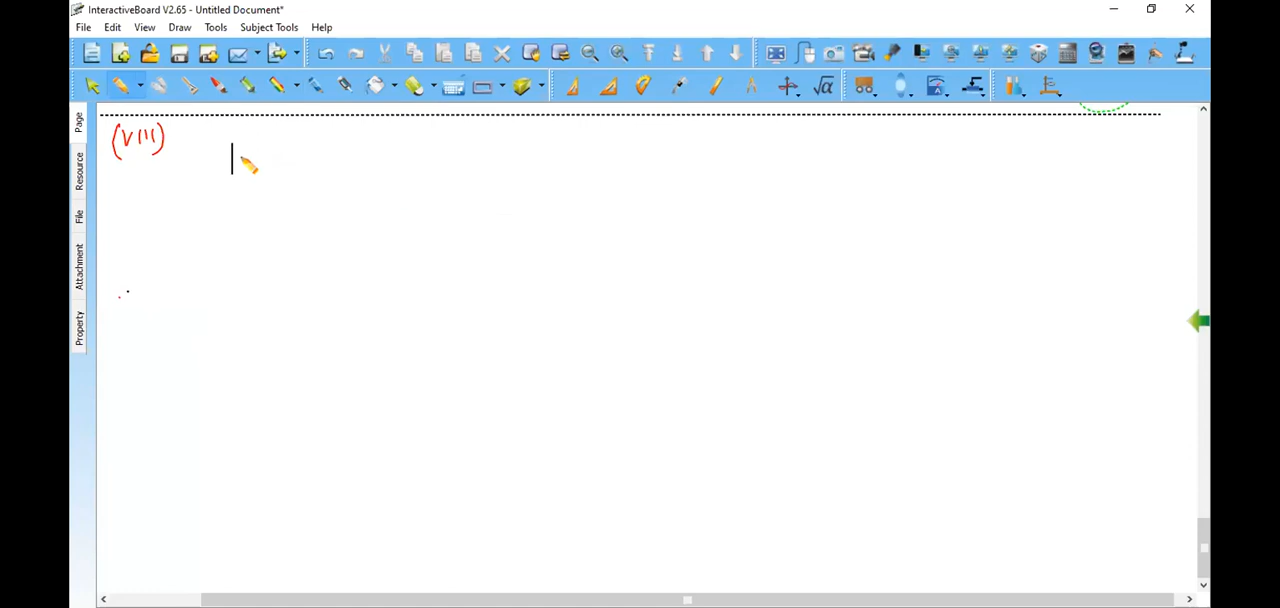 InteractiveBoard V2.65 - Untitled Document*
File Edit View Draw Tools Subject Tools Help
Page
(VIII)
Resource
File
Attachment
Property